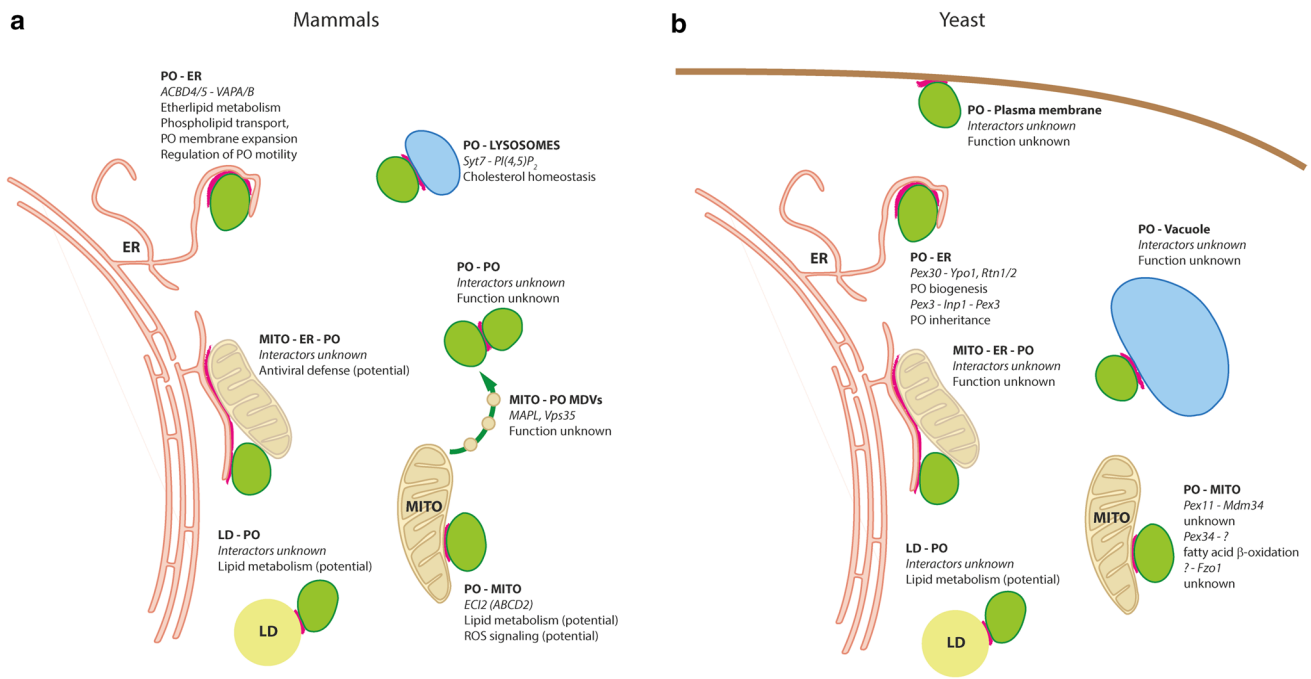 a
Mammals
PO - ER
ACBD4/5 - VAPA/B
Etherlipid metabolism
Phospholipid transport,
PO membrane expansion
Regulation of PO motility
PO - LYSOSOMES
Syt7 - PI(4,5)P2
Cholesterol homeostasis
ER
PO - PO
Interactors unknown
Function unknown
MITO - ER - PO
Interactors unknown
Antiviral defense (potential)
MITO - PO MDVs
MAPL, Vps35
Function unknown
MITO
LD - PO
Interactors unknown
Lipid metabolism (potential)
PO - MITO
ECI2 (ABCD2)
Lipid metabolism (potential)
ROS signaling (potential)
LD
b
Yeast
PO - Plasma membrane
Interactors unknown
Function unknown
PO - Vacuole
Interactors unknown
Function unknown
ER
PO - ER
Pex30 - Ypo1, Rtn1/2
PO biogenesis
Pex3 - Inp1 - Pex3
PO inheritance
MITO - ER - PO
Interactors unknown
Function unknown
PO - MITO
Pex11 - Mdm34
unknown
Pex34 - ?
fatty acid β-oxidation
? - Fzo1
unknown
MITO
LD - PO
Interactors unknown
Lipid metabolism (potential)
LD